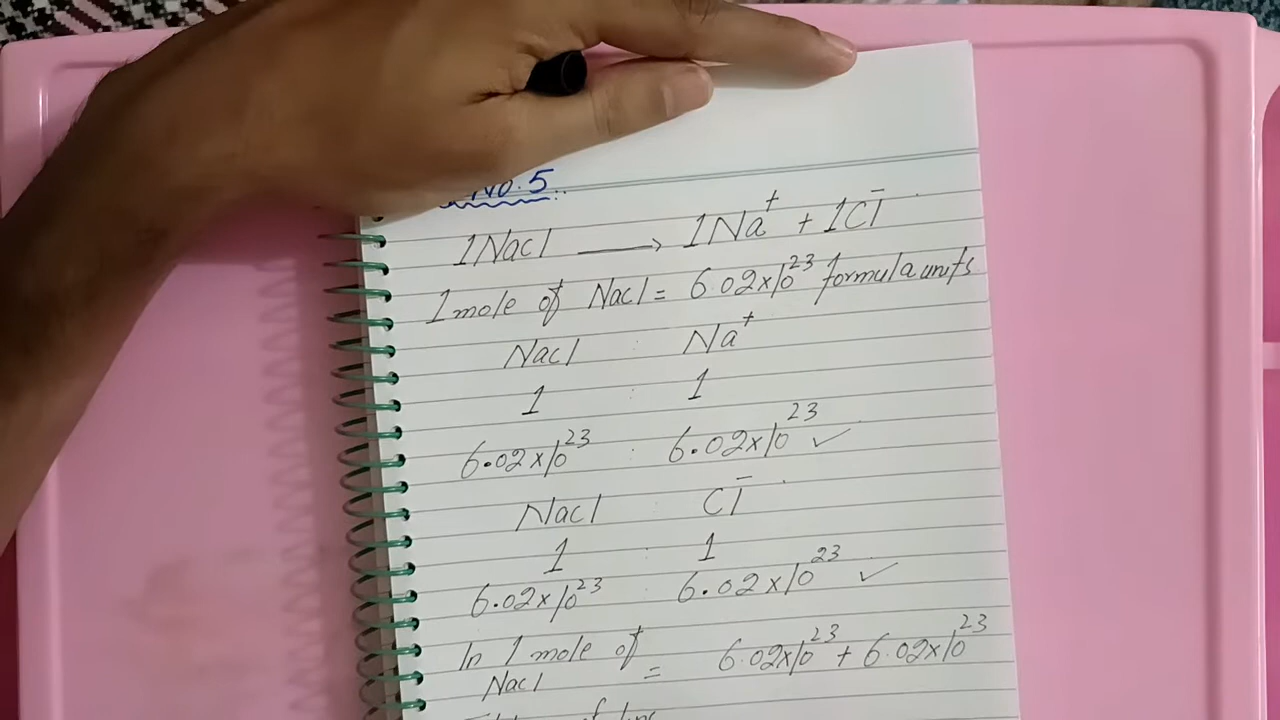 No. 5
1Nacl → 1Na⁺ + 1Cl⁻
1 mole of Nacl = 6.02×10²³ formula units
Nacl : Na⁺
1 : 1
6.02×10²³ : 6.02×10²³ ✓
Nacl : Cl⁻
1 : 1
6.02×10²³ : 6.02×10²³ ✓
In 1 mole of
Nacl = 6.02×10²³ + 6.02×10²³
of